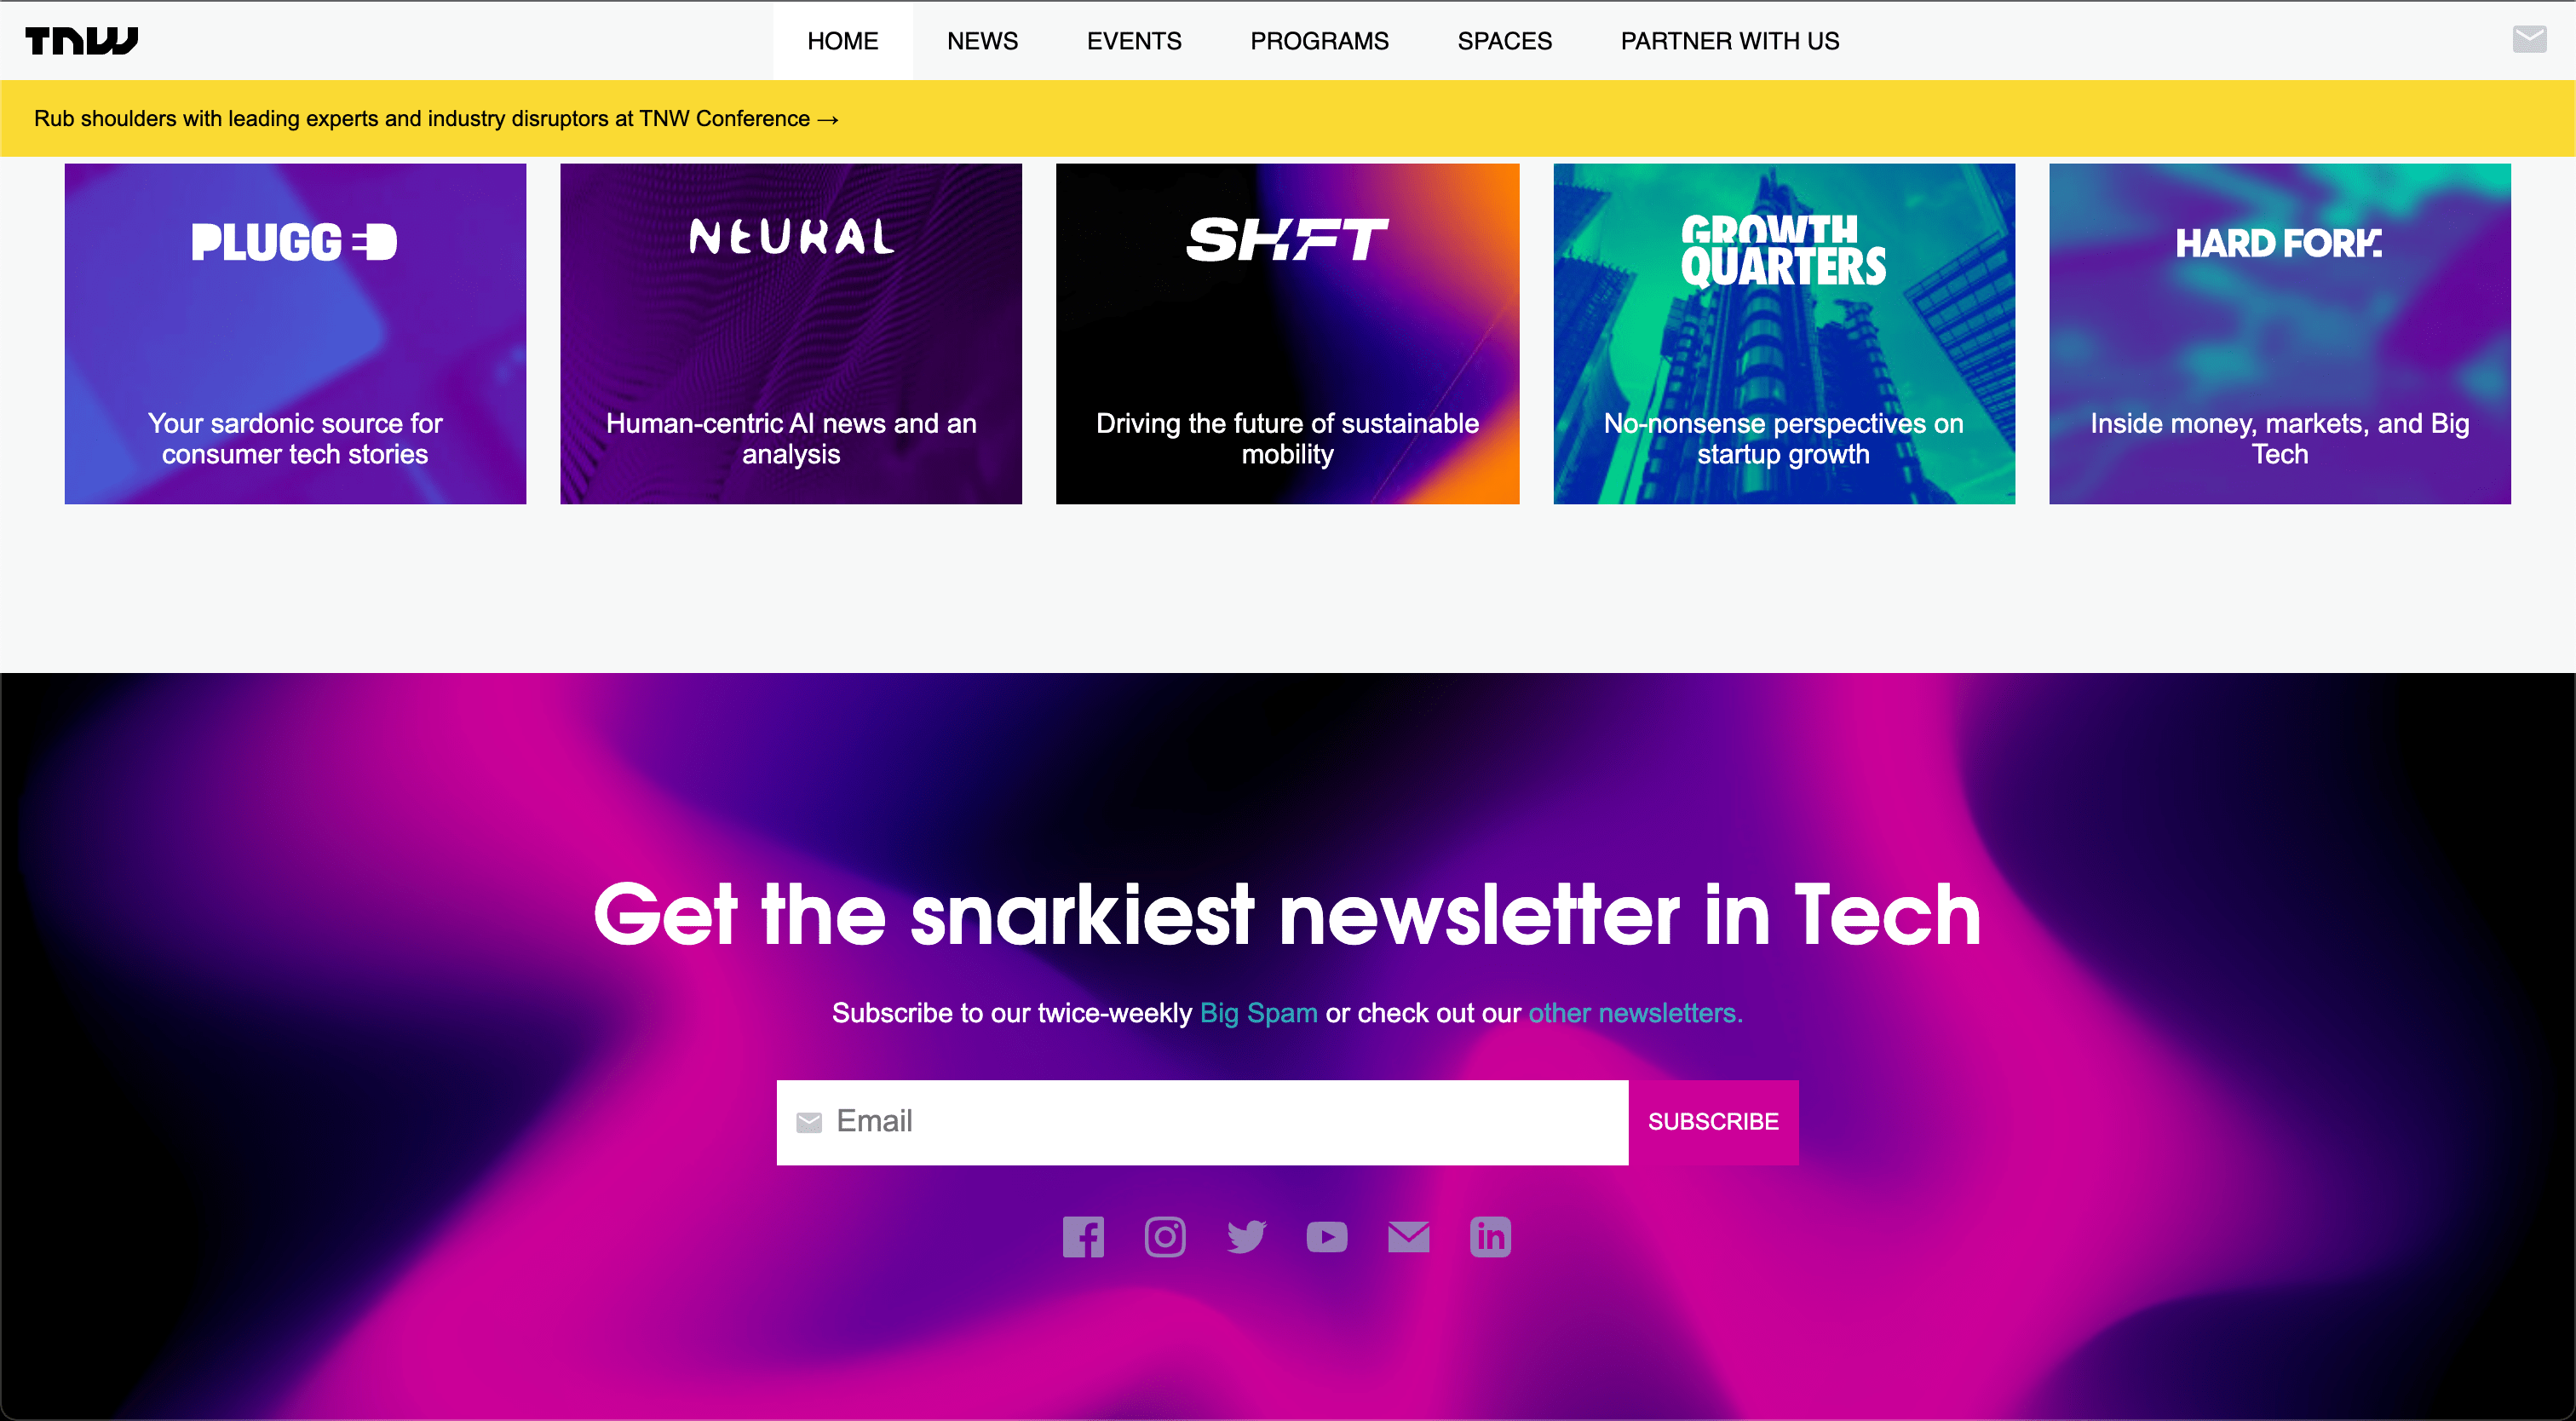 TNW
HOME
NEWS
EVENTS
PROGRAMS
SPACES
PARTNER WITH US
Rub shoulders with leading experts and industry disruptors at TNW Conference →
PLUGGED
Your sardonic source for
consumer tech stories
NEURAL
Human-centric AI news and an
analysis
SHIFT
Driving the future of sustainable
mobility
GROWTH
QUARTERS
No-nonsense perspectives on
startup growth
HARD FORK
Inside money, markets, and Big
Tech
Get the snarkiest newsletter in Tech
Subscribe to our twice-weekly Big Spam or check out our other newsletters.
Email
SUBSCRIBE